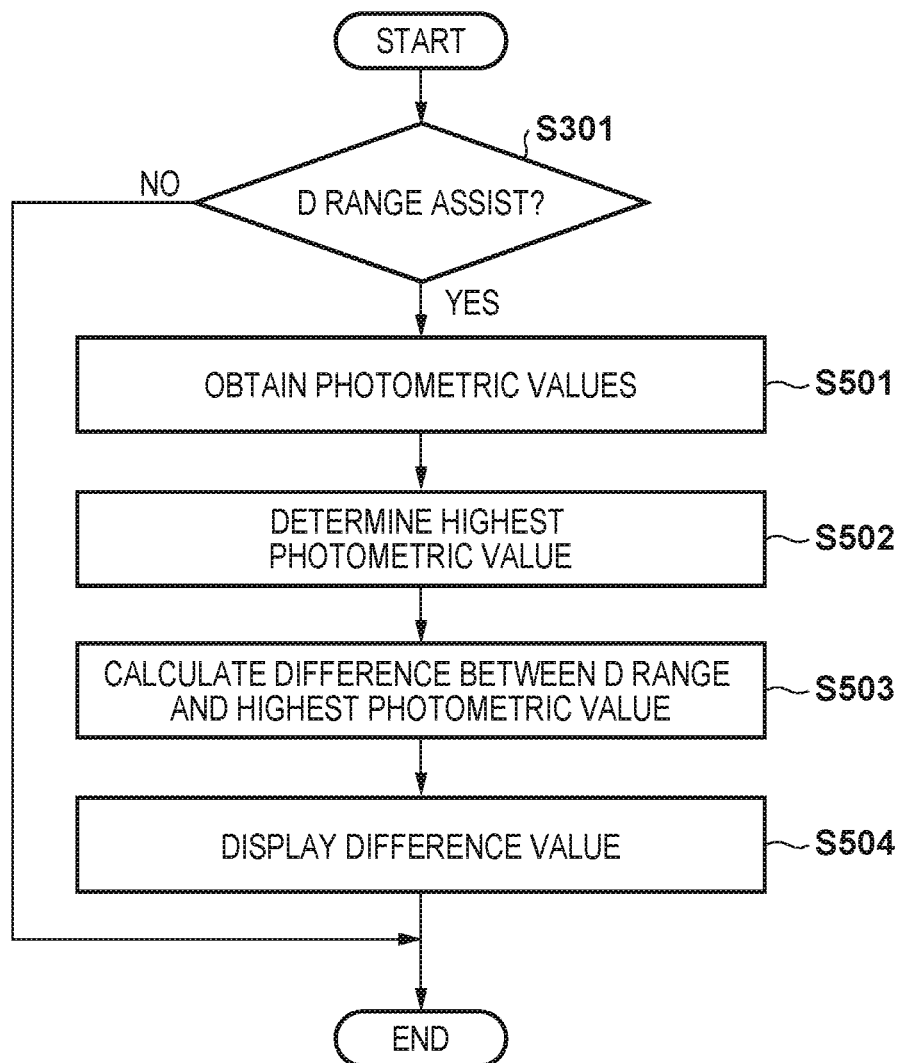 START
S301
NO
D RANGE ASSIST?
YES
OBTAIN PHOTOMETRIC VALUES
S501
DETERMINE HIGHEST
PHOTOMETRIC VALUE
S502
CALCULATE DIFFERENCE BETWEEN D RANGE
AND HIGHEST PHOTOMETRIC VALUE
S503
DISPLAY DIFFERENCE VALUE
S504
END